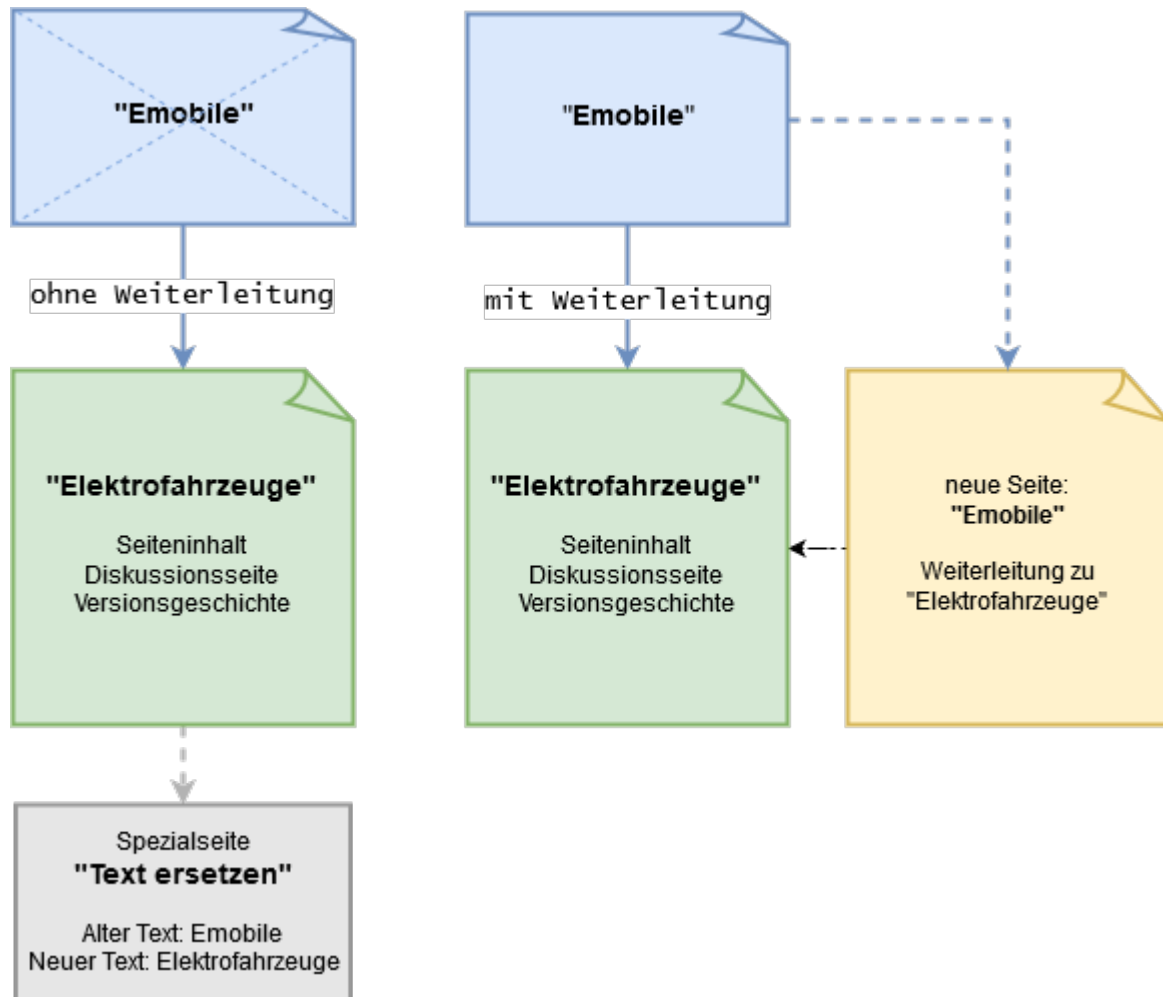 "Emobile"
ohne Weiterleitung
"Elektrofahrzeuge"
Seiteninhalt
Diskussionsseite
Versionsgeschichte
Spezialseite
"Text ersetzen"
Alter Text: Emobile
Neuer Text: Elektrofahrzeuge
"Emobile"
mit Weiterleitung
"Elektrofahrzeuge"
Seiteninhalt
Diskussionsseite
Versionsgeschichte
neue Seite:
"Emobile"
Weiterleitung zu
"Elektrofahrzeuge"